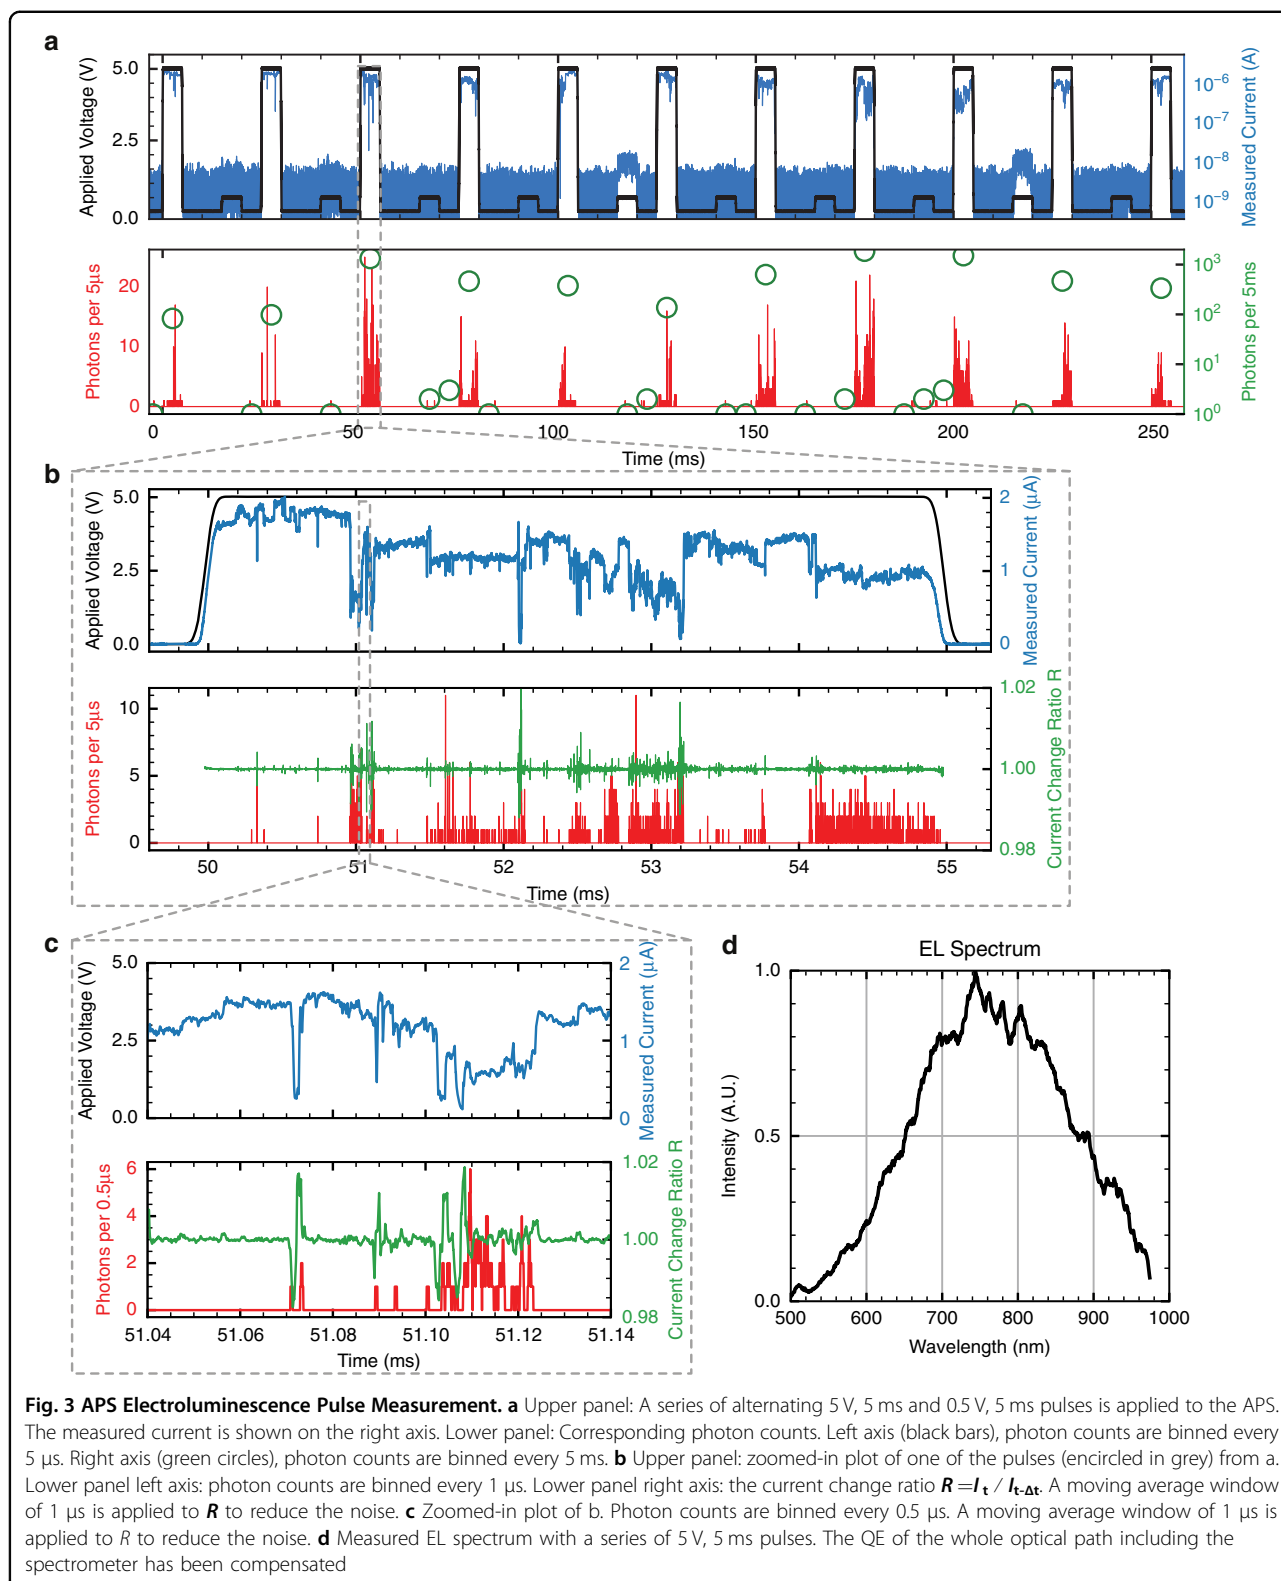 a
Applied Voltage (V)
5.0
2.5
0.0
10⁻⁶
10⁻⁷
10⁻⁸
10⁻⁹
Measured Current (A)
Photons per 5μs
20
10
0
10³
10²
10¹
10⁰
Photons per 5ms
0 50 100 150 200 250
Time (ms)
b
Applied Voltage (V)
5.0
2.5
0.0
2
1
0
Measured Current (μA)
Photons per 5μs
10
5
0
1.02
1.00
0.98
Current Change Ratio R
50 51 52 53 54 55
Time (ms)
c
Applied Voltage (V)
5.0
2.5
0.0
2
1
0
Measured Current (μA)
Photons per 0.5μs
6
4
2
0
1.02
1.00
0.98
Current Change Ratio R
51.04 51.06 51.08 51.10 51.12 51.14
Time (ms)
d
EL Spectrum
Intensity (A.U.)
1.0
0.5
0.0
500 600 700 800 900 1000
Wavelength (nm)
Fig. 3 APS Electroluminescence Pulse Measurement. a Upper panel: A series of alternating 5 V, 5 ms and 0.5 V, 5 ms pulses is applied to the APS.
The measured current is shown on the right axis. Lower panel: Corresponding photon counts. Left axis (black bars), photon counts are binned every
5 μs. Right axis (green circles), photon counts are binned every 5 ms. b Upper panel: zoomed-in plot of one of the pulses (encircled in grey) from a.
Lower panel left axis: photon counts are binned every 1 μs. Lower panel right axis: the current change ratio R = I t / I t-Δt. A moving average window
of 1 μs is applied to R to reduce the noise. c Zoomed-in plot of b. Photon counts are binned every 0.5 μs. A moving average window of 1 μs is
applied to R to reduce the noise. d Measured EL spectrum with a series of 5 V, 5 ms pulses. The QE of the whole optical path including the
spectrometer has been compensated